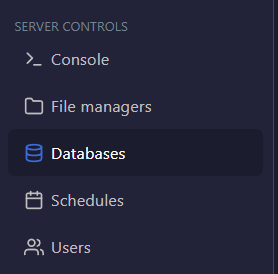 SERVER CONTROLS
Console
File managers
Databases
Schedules
Users